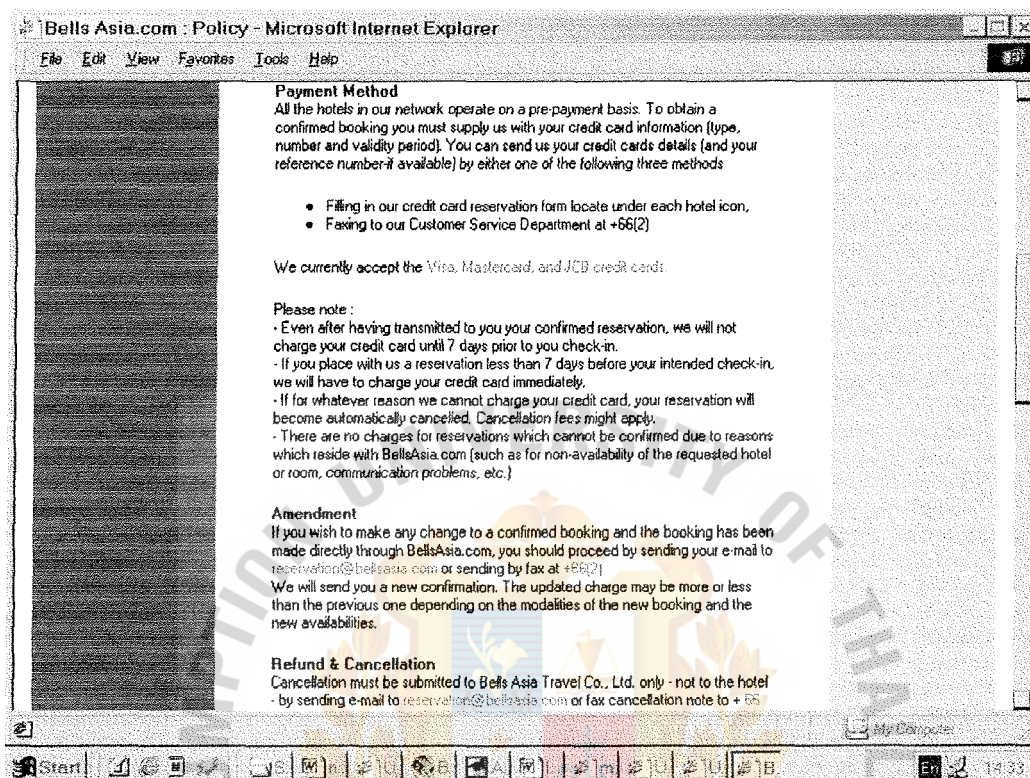 Bells Asia.com : Policy - Microsoft Internet Explorer
File Edit View Favorites Tools Help
Payment Method
All the hotels in our network operate on a pre-payment basis. To obtain a
confirmed booking you must supply us with your credit card information (type,
number and validity period). You can send us your credit cards details (and your
reference number-if available) by either one of the following three methods
• Filling in our credit card reservation form locate under each hotel icon,
• Faxing to our Customer Service Department at +66(2)
We currently accept the Visa, Mastercard, and JCB credit cards.
Please note :
- Even after having transmitted to you your confirmed reservation, we will not
charge your credit card until 7 days prior to you check-in.
- If you place with us a reservation less than 7 days before your intended check-in,
we will have to charge your credit card immediately.
- If for whatever reason we cannot charge your credit card, your reservation will
become automatically cancelled. Cancellation fees might apply.
- There are no charges for reservations which cannot be confirmed due to reasons
which reside with BellsAsia.com (such as for non-availability of the requested hotel
or room, communication problems, etc.)
Amendment
If you wish to make any change to a confirmed booking and the booking has been
made directly through BellsAsia.com, you should proceed by sending your e-mail to
reservation@bellsasia.com or sending by fax at +66(2)
We will send you a new confirmation. The updated charge may be more or less
than the previous one depending on the modalities of the new booking and the
new availabilities.
Refund & Cancellation
Cancellation must be submitted to Bells Asia Travel Co., Ltd. only - not to the hotel
- by sending e-mail to reservation@bellsasia.com or fax cancellation note to + 66
My Computer
Start
En 14:33
UNIVERSITY OF THA